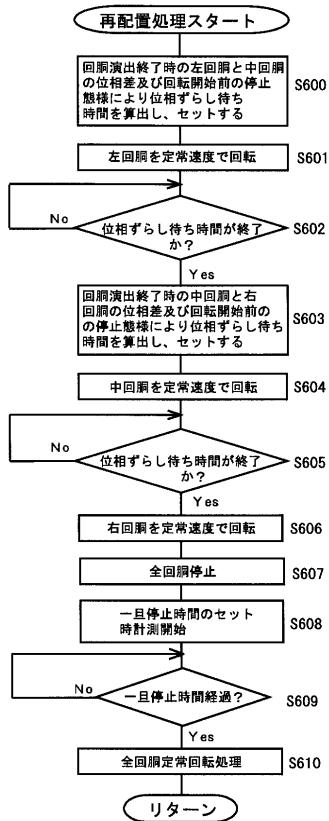 再配置処理スタート
回胴演出終了時の左回胴と中回胴
の位相差及び回転開始前の停止
態様により位相ずらし待ち
時間を算出し、セットする
S600
左回胴を定常速度で回転
S601
No
位相ずらし待ち時間が終了
か?
S602
Yes
回胴演出終了時の中回胴と右
回胴の位相差及び回転開始前の
の停止態様により位相ずらし待ち
時間を算出し、セットする
S603
中回胴を定常速度で回転
S604
No
位相ずらし待ち時間が終了
か?
S605
Yes
右回胴を定常速度で回転
S606
全回胴停止
S607
一旦停止時間のセット
時計測開始
S608
No
一旦停止時間経過?
S609
Yes
全回胴定常回転処理
S610
リターン